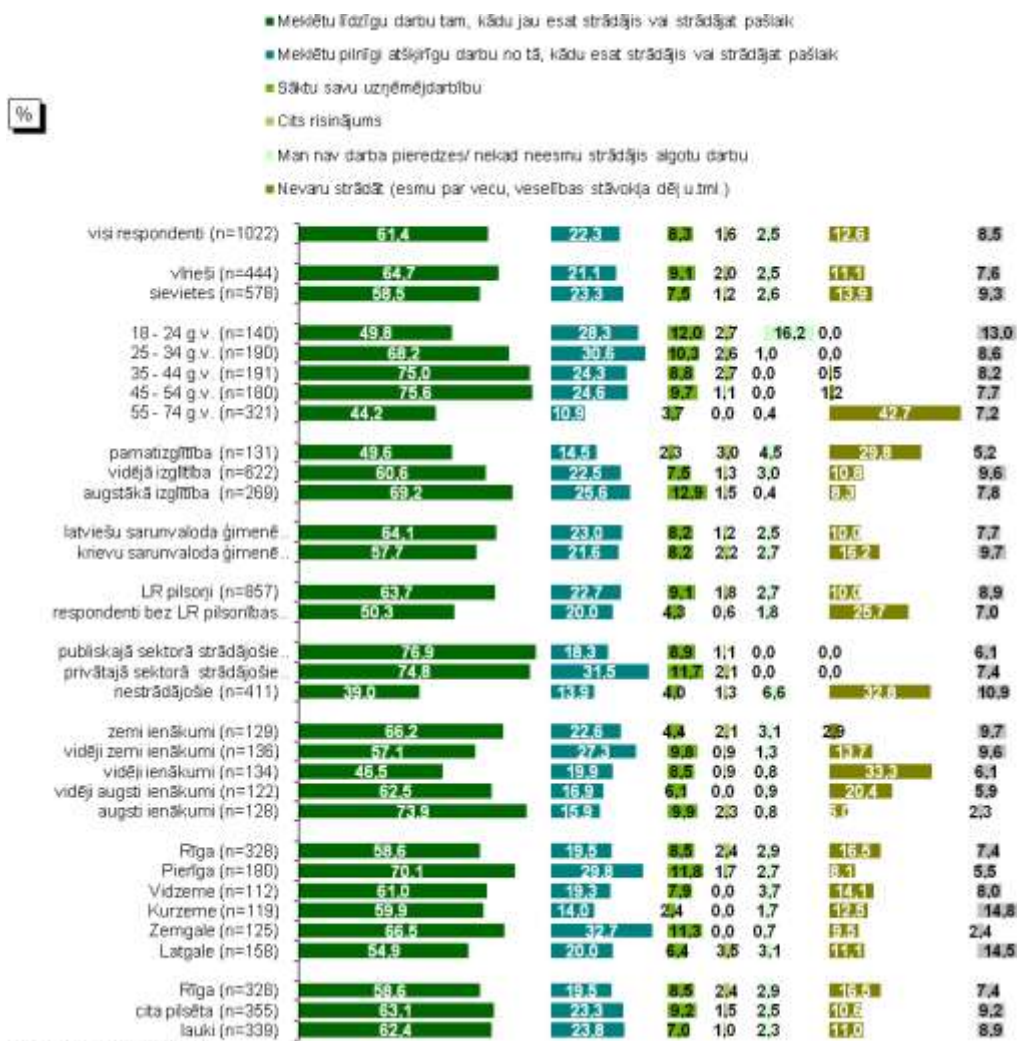 Meklētu līdzīgu darbu tam, kādu jau esat strādājis vai strādājat pašlaik
Meklētu pilnīgi atšķirīgu darbu no tā, kādu esat strādājis vai strādājat pašlaik
Sāktu savu uzņēmējdarbību
Cits risinājums
Man nav darba pieredzes/ nekad neesmu strādājis algotu darbu
Nevaru strādāt (esmu par vecu, veselības stāvokļa dēļ u.tml.)
%
visi respondenti (n=1022) 61,4 22,3 8,3 1,6 2,5 12,6 8,5
vīrieši (n=444) 64,7 21,1 9,1 2,0 2,5 11,1 7,6
sievietes (n=578) 58,5 23,3 7,5 1,2 2,6 13,9 9,3
18 - 24 g.v. (n=140) 49,8 28,3 12,0 2,7 16,2 0,0 13,0
25 - 34 g.v. (n=190) 68,2 30,6 10,3 2,6 1,0 0,0 8,6
35 - 44 g.v. (n=191) 75,0 24,3 8,8 2,7 0,0 0,5 8,2
45 - 54 g.v. (n=180) 75,6 24,6 9,7 1,1 0,0 1,2 7,7
55 - 74 g.v. (n=321) 44,2 10,9 3,7 0,0 0,4 42,7 7,2
pamatizglītība (n=131) 49,6 14,5 2,3 3,0 4,5 29,8 5,2
vidējā izglītība (n=622) 60,6 22,5 7,5 1,3 3,0 10,8 9,6
augstākā izglītība (n=269) 69,2 25,6 12,9 1,5 0,4 8,3 7,8
latviešu sarunvaloda ģimenē.. 64,1 23,0 8,2 1,2 2,5 10,0 7,7
krievu sarunvaloda ģimenē.. 57,7 21,6 8,2 2,2 2,7 16,2 9,7
LR pilsoņi (n=857) 63,7 22,7 9,1 1,8 2,7 10,0 8,9
respondenti bez LR pilsonības.. 50,3 20,0 4,3 0,6 1,8 25,7 7,0
publiskajā sektorā strādājošie.. 76,9 18,3 8,9 1,1 0,0 0,0 6,1
privātajā sektorā strādājošie.. 74,8 31,5 11,7 2,1 0,0 0,0 7,4
nestrādājošie (n=411) 39,0 13,9 4,0 1,3 6,6 32,8 10,9
zemi ienākumi (n=129) 66,2 22,6 4,4 2,1 3,1 2,9 9,7
vidēji zemi ienākumi (n=136) 57,1 27,3 9,8 0,9 1,3 13,7 9,6
vidēji ienākumi (n=134) 46,5 19,9 8,5 0,9 0,8 33,3 6,1
vidēji augsti ienākumi (n=122) 62,5 16,9 6,1 0,0 0,9 20,4 5,9
augsti ienākumi (n=128) 73,9 15,9 9,9 2,3 0,8 2,3
Rīga (n=328) 58,6 19,5 8,5 2,4 2,9 16,5 7,4
Pierīga (n=180) 70,1 29,8 11,8 1,7 2,7 8,1 5,5
Vidzeme (n=112) 61,0 19,3 7,9 0,0 3,7 14,1 8,0
Kurzeme (n=119) 59,9 14,0 2,4 0,0 1,7 12,5 14,8
Zemgale (n=125) 66,5 32,7 11,3 0,0 0,7 9,5 2,4
Latgale (n=158) 54,9 20,0 6,4 3,5 3,1 11,1 14,5
Rīga (n=328) 58,6 19,5 8,5 2,4 2,9 16,5 7,4
cita pilsēta (n=355) 63,1 23,3 9,2 1,5 2,5 10,6 9,2
lauki (n=339) 62,4 23,8 7,0 1,0 2,3 11,0 8,9